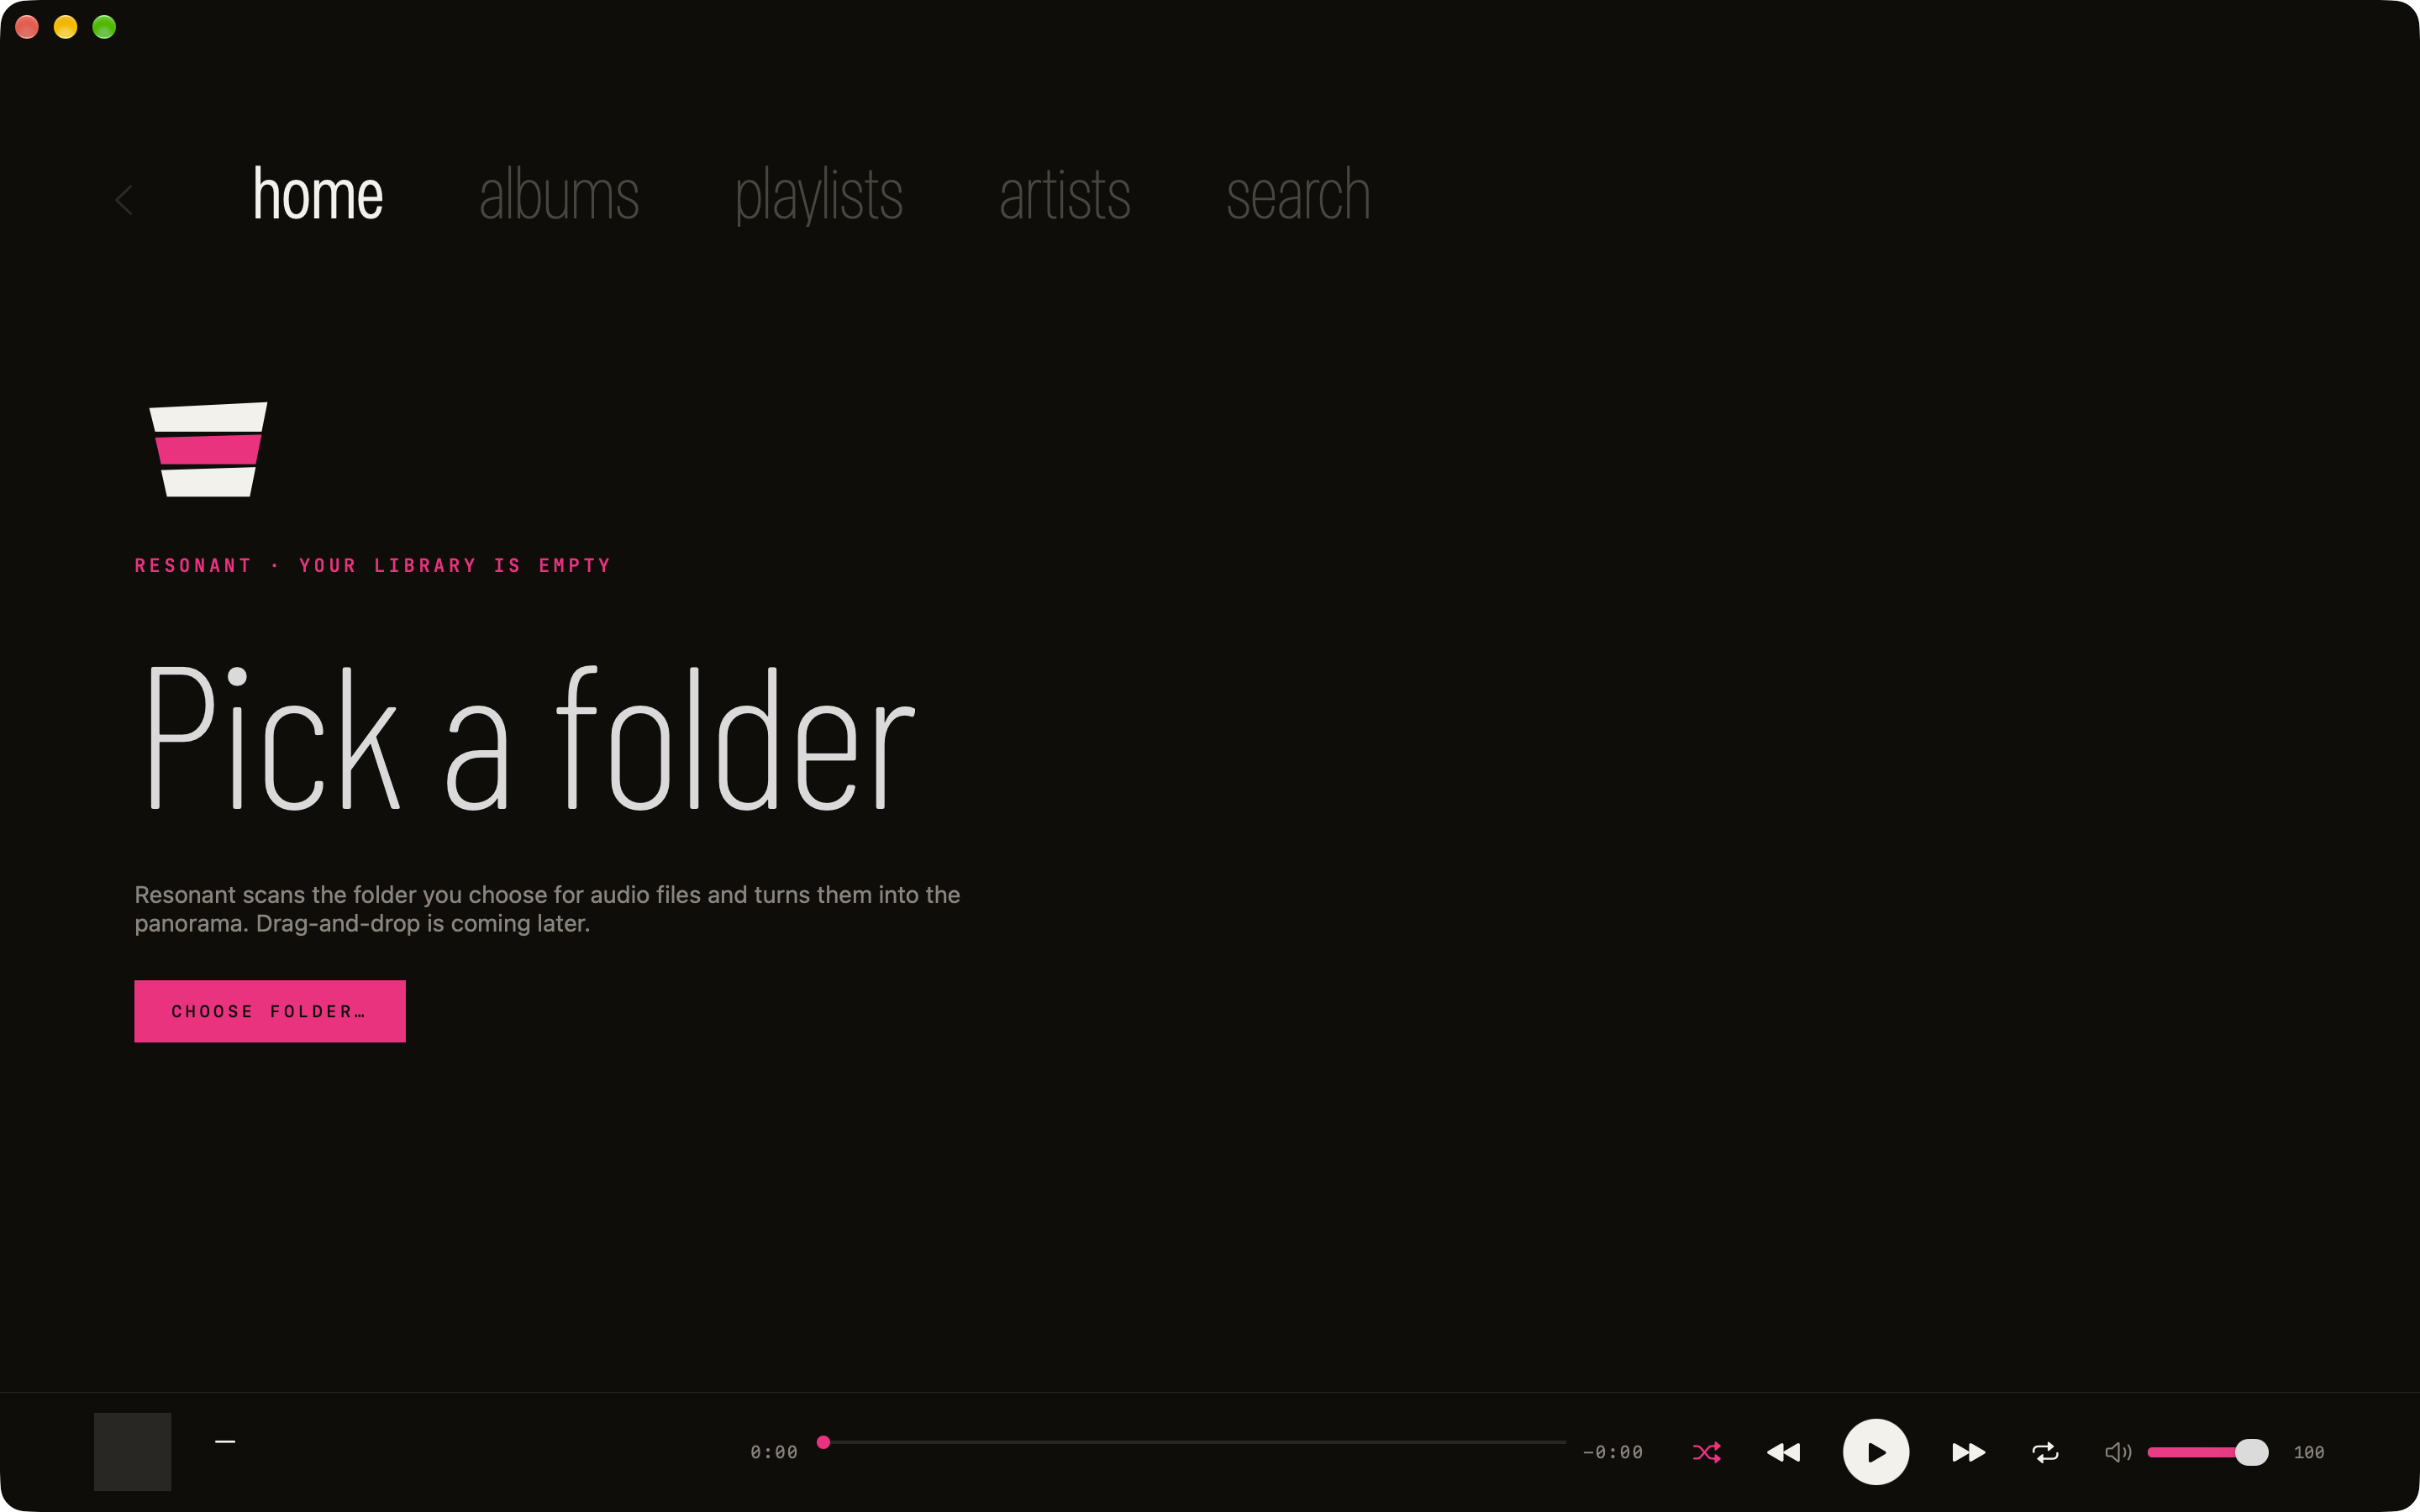 home albums playlists artists search
RESONANT · YOUR LIBRARY IS EMPTY
Pick a folder
Resonant scans the folder you choose for audio files and turns them into the
panorama. Drag-and-drop is coming later.
CHOOSE FOLDER…
—
0:00
−0:00
100